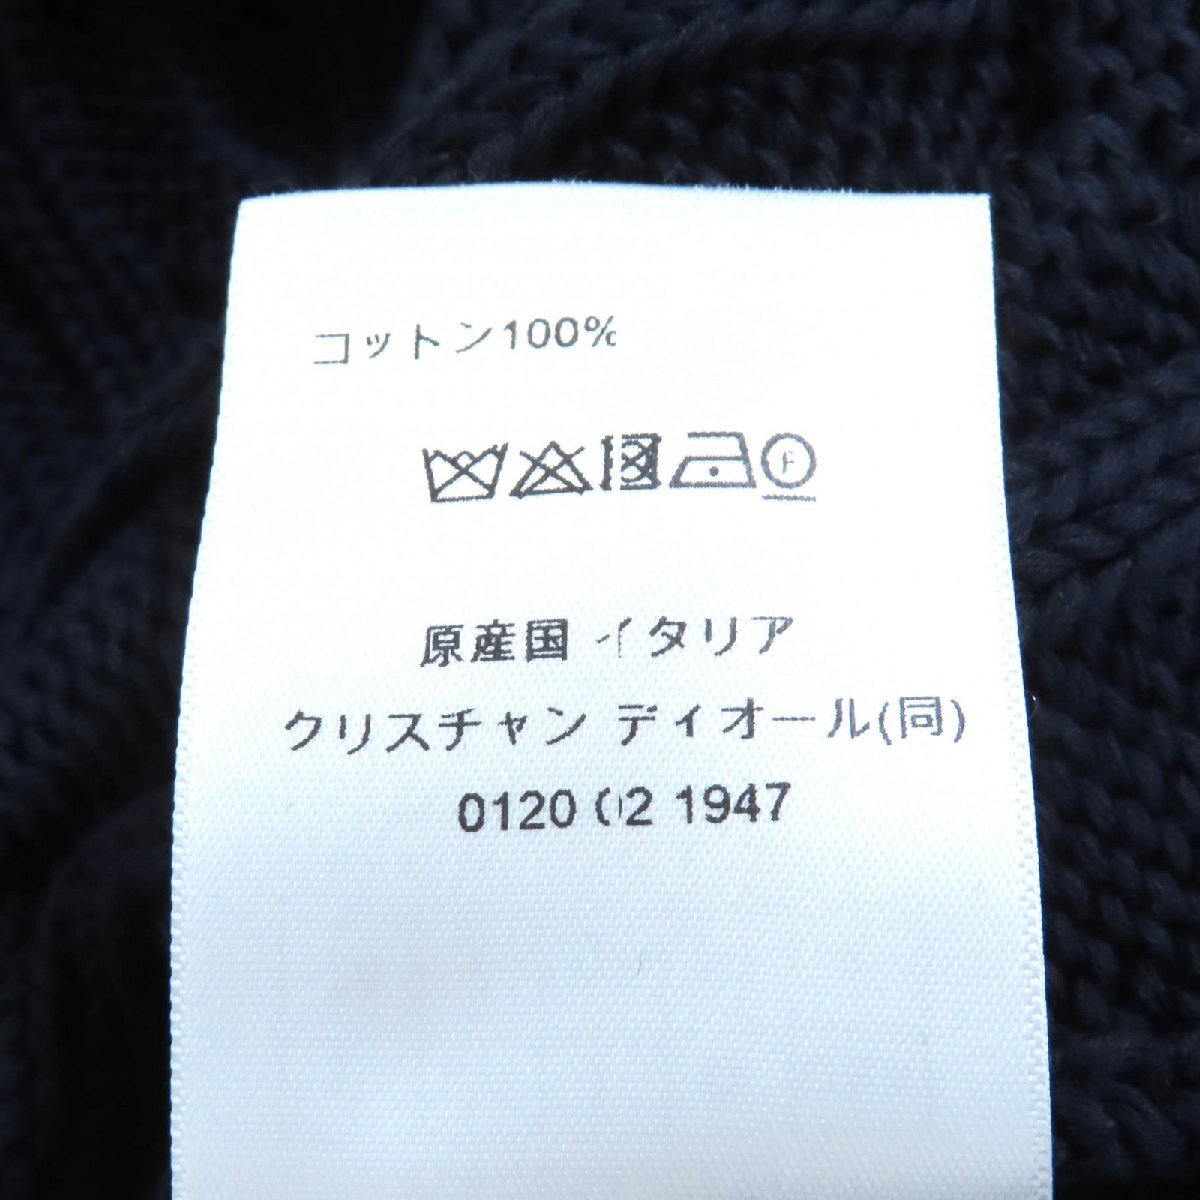 コットン100%
F
原産国 イタリア
クリスチャン ディオール(同)
0120 02 1947